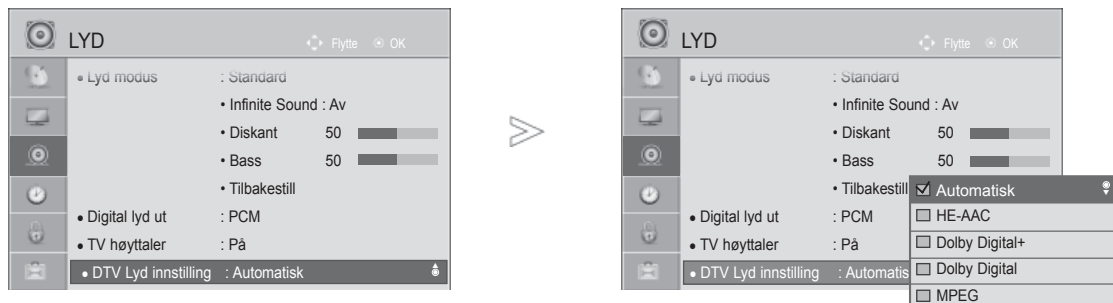 LYD
Flytte OK
Lyd modus : Standard
• Infinite Sound : Av
• Diskant 50
• Bass 50
• Tilbakestill
• Digital lyd ut : PCM
• TV høyttaler : På
• DTV Lyd innstilling : Automatisk
LYD
Flytte OK
• Lyd modus : Standard
• Infinite Sound : Av
• Diskant 50
• Bass 50
• Tilbakestill
• Digital lyd ut : PCM
• TV høyttaler : På
• DTV Lyd innstilling : Automatis
Automatisk
HE-AAC
Dolby Digital+
Dolby Digital
MPEG